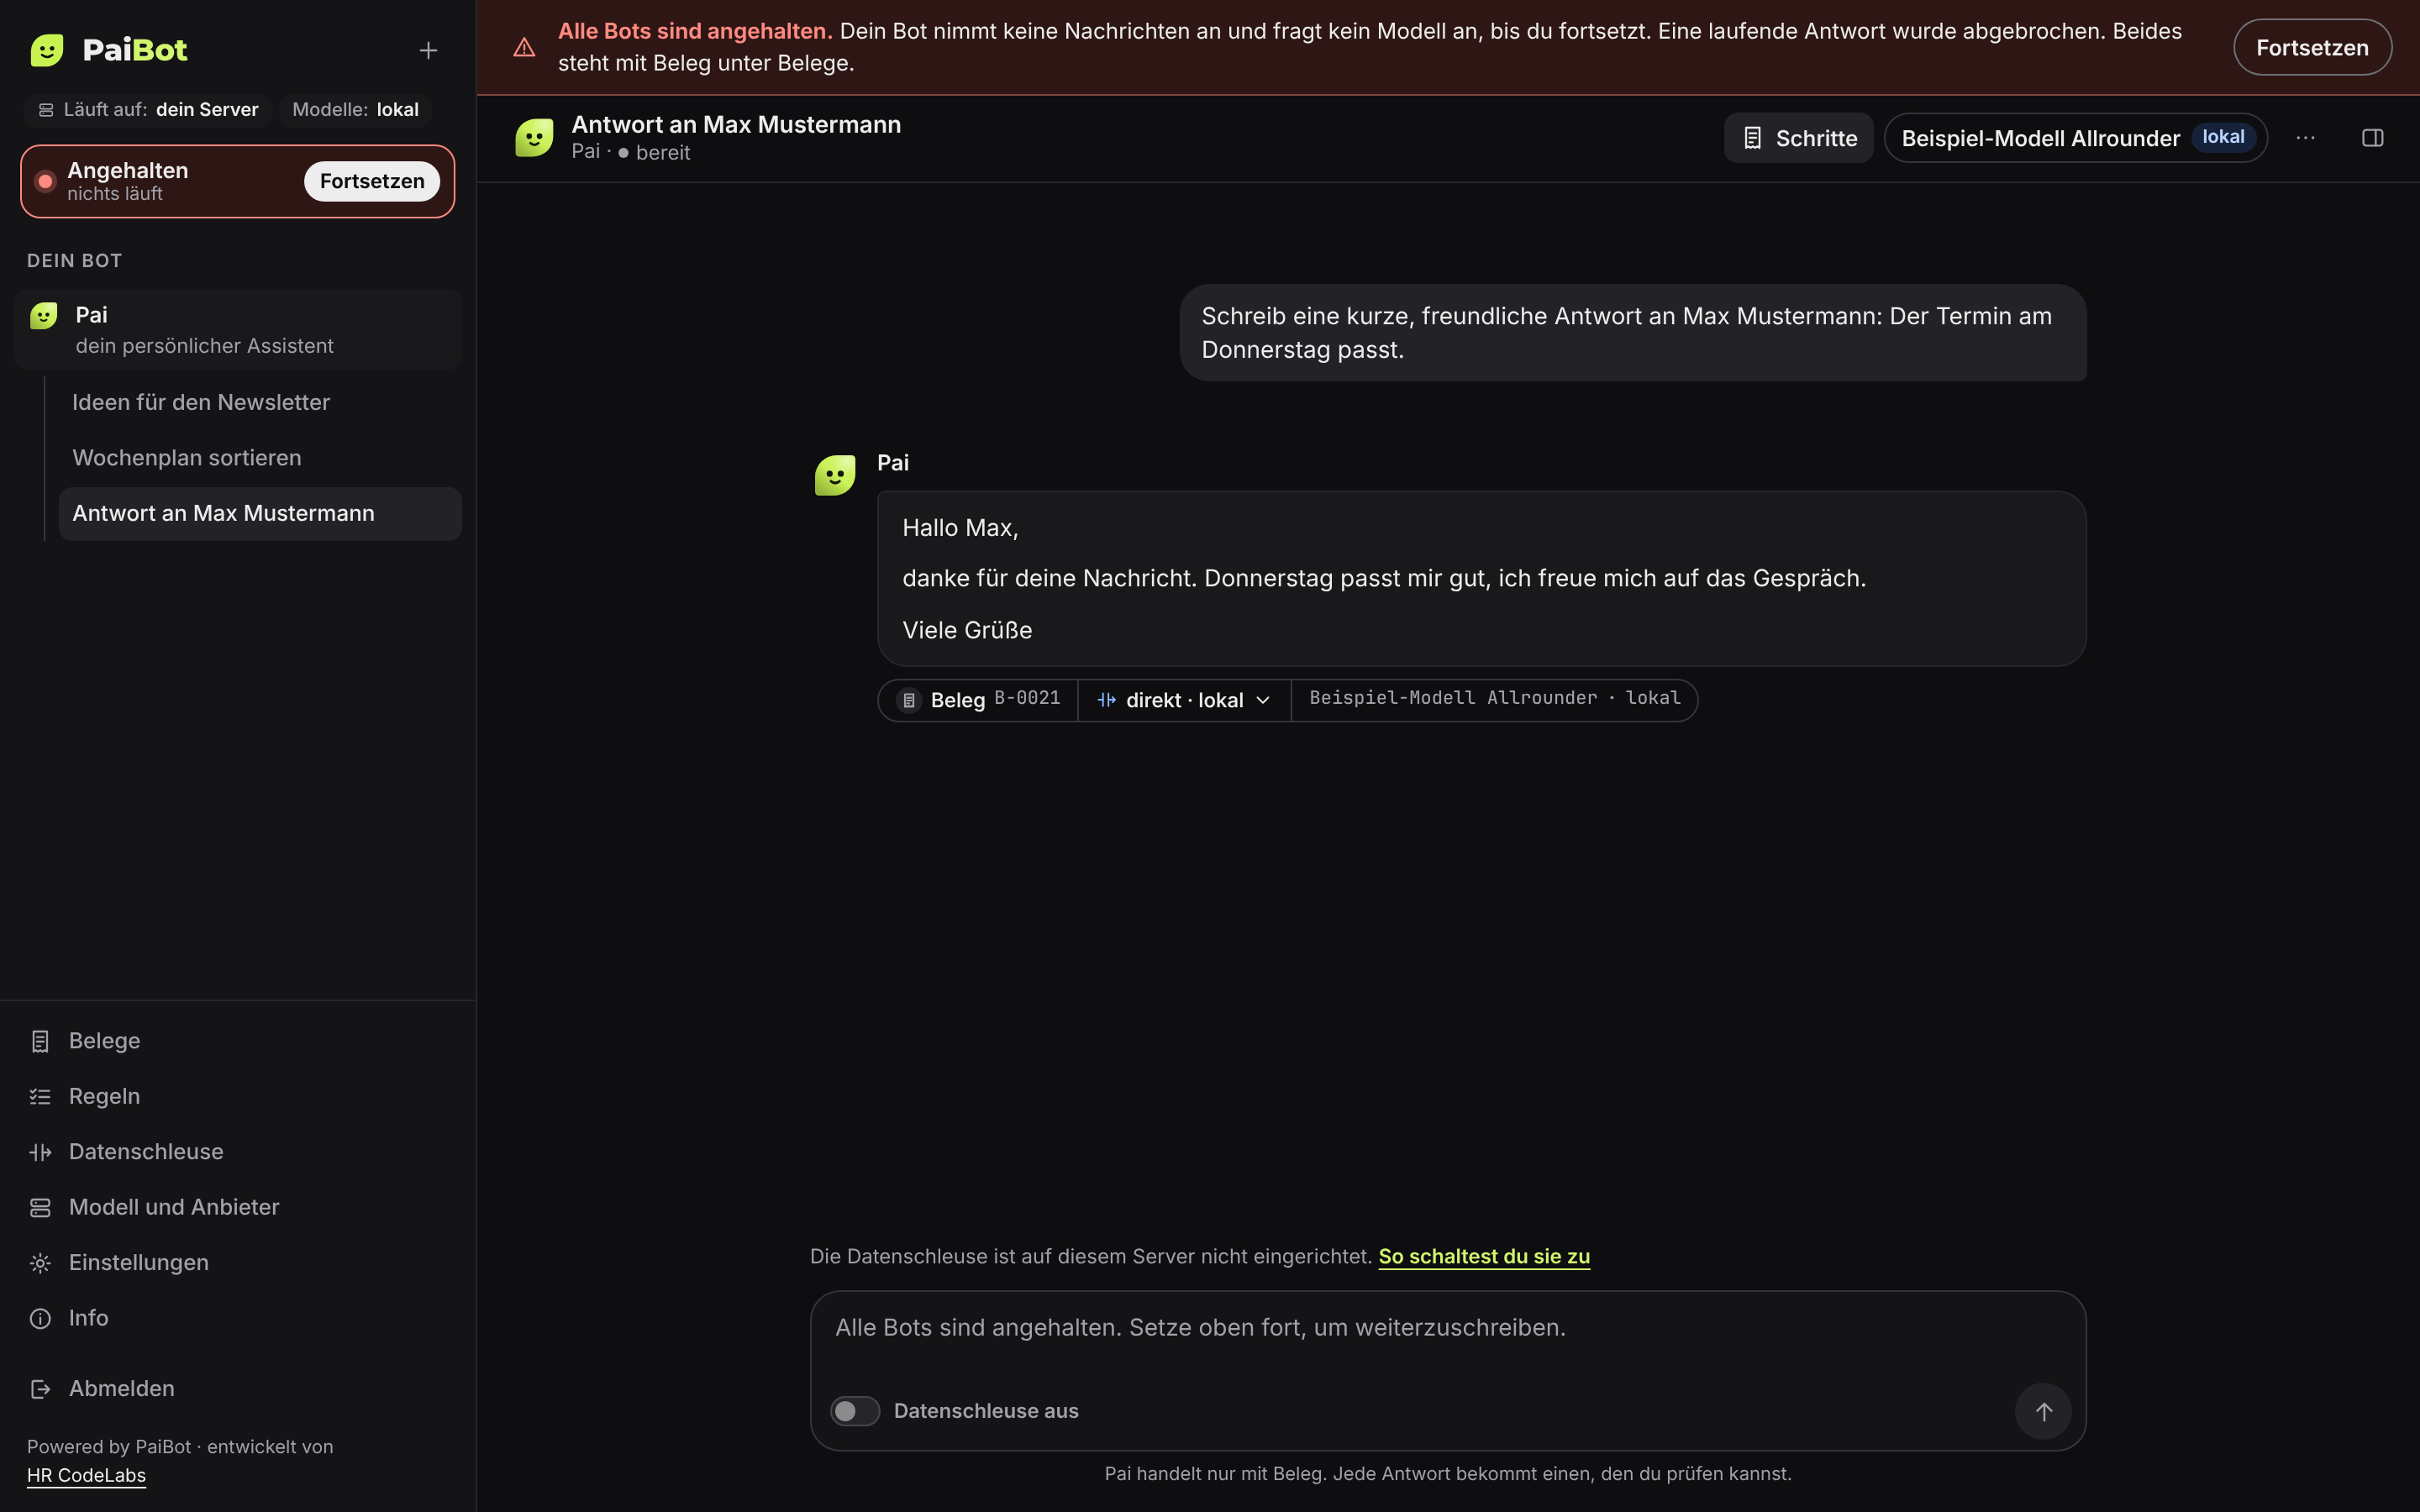 PaiBot
Läuft auf: dein Server
Modelle: lokal
Angehalten
nichts läuft
Fortsetzen
DEIN BOT
Pai
dein persönlicher Assistent
Ideen für den Newsletter
Wochenplan sortieren
Antwort an Max Mustermann
Belege
Regeln
Datenschleuse
Modell und Anbieter
Einstellungen
Info
Abmelden
Powered by PaiBot · entwickelt von
HR CodeLabs
Alle Bots sind angehalten. Dein Bot nimmt keine Nachrichten an und fragt kein Modell an, bis du fortsetzt. Eine laufende Antwort wurde abgebrochen. Beides
steht mit Beleg unter Belege.
Fortsetzen
Antwort an Max Mustermann
Pai · bereit
Schritte
Beispiel-Modell Allrounder lokal
Schreib eine kurze, freundliche Antwort an Max Mustermann: Der Termin am
Donnerstag passt.
Pai
Hallo Max,
danke für deine Nachricht. Donnerstag passt mir gut, ich freue mich auf das Gespräch.
Viele Grüße
Beleg B-0021
direkt · lokal
Beispiel-Modell Allrounder · lokal
Die Datenschleuse ist auf diesem Server nicht eingerichtet. So schaltest du sie zu
Alle Bots sind angehalten. Setze oben fort, um weiterzuschreiben.
Datenschleuse aus
Pai handelt nur mit Beleg. Jede Antwort bekommt einen, den du prüfen kannst.